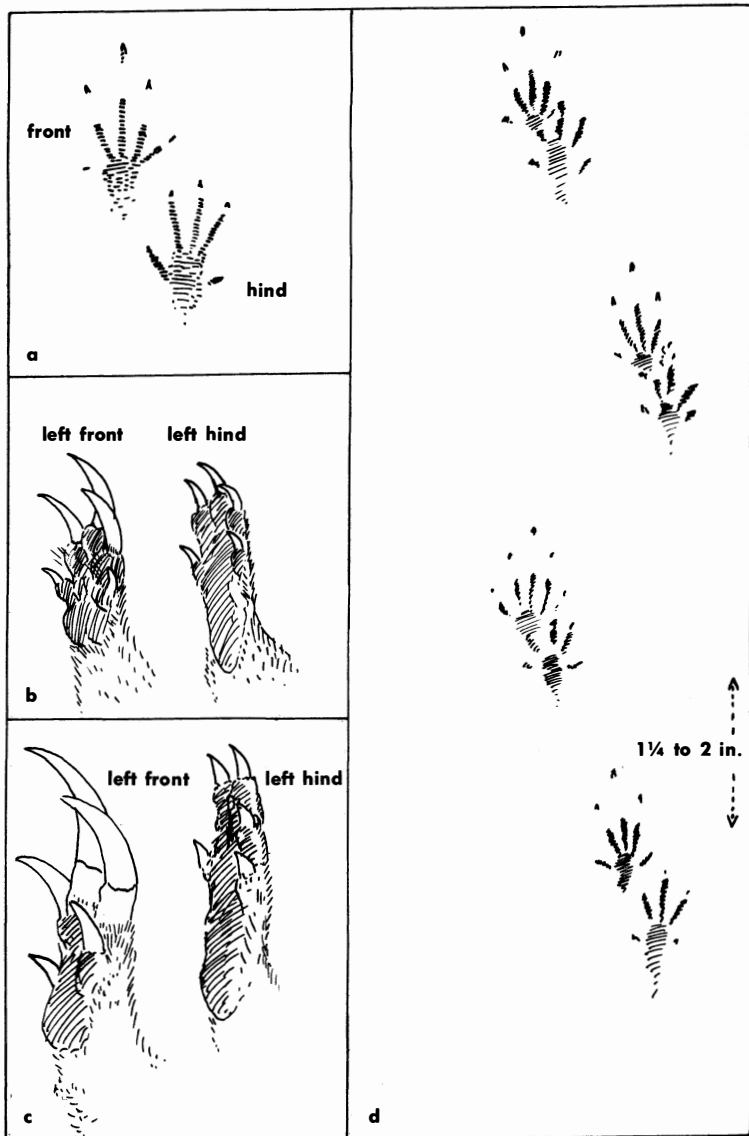 front
hind
a
left front left hind
b
left front left hind
c
1¼ to 2 in.
d